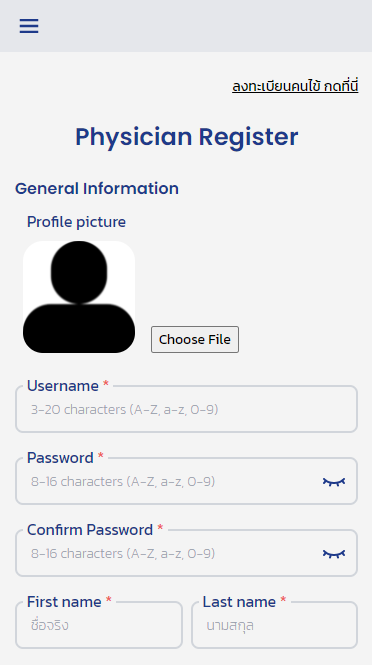 ลงทะเบียนคนไข้ กดที่นี่
Physician Register
General Information
Profile picture
Choose File
Username *
3-20 characters (A-Z, a-z, 0-9)
Password *
8-16 characters (A-Z, a-z, 0-9)
Confirm Password *
8-16 characters (A-Z, a-z, 0-9)
First name * Last name *
ชื่อจริง นามสกุล